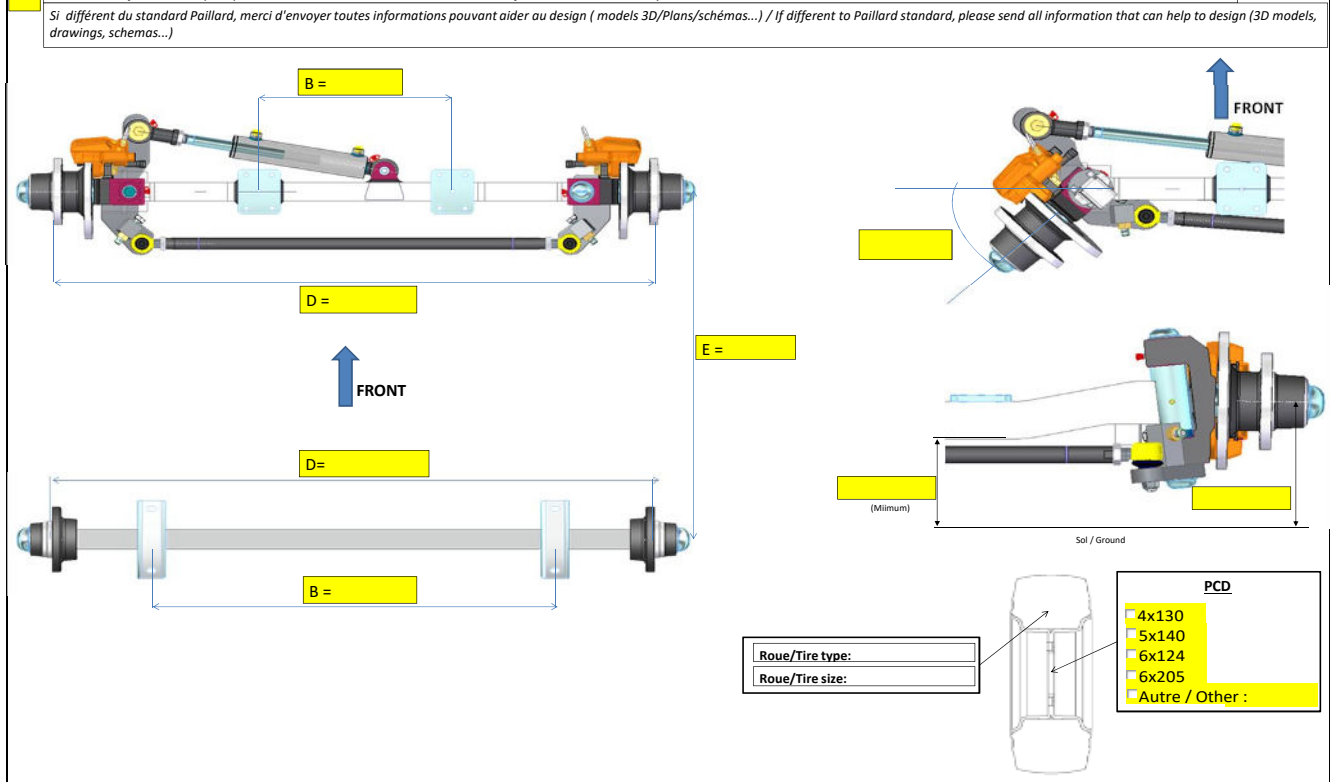 Si différent du standard Paillard, merci d'envoyer toutes informations pouvant aider au design ( models 3D/Plans/schémas...) / If different to Paillard standard, please send all information that can help to design (3D models,
drawings, schemas...)
B =
FRONT
D =
E =
FRONT
D=
(Miimum)
Sol / Ground
B =
PCD
4x130
5x140
6x124
6x205
Autre / Other :
Roue/Tire type:
Roue/Tire size: